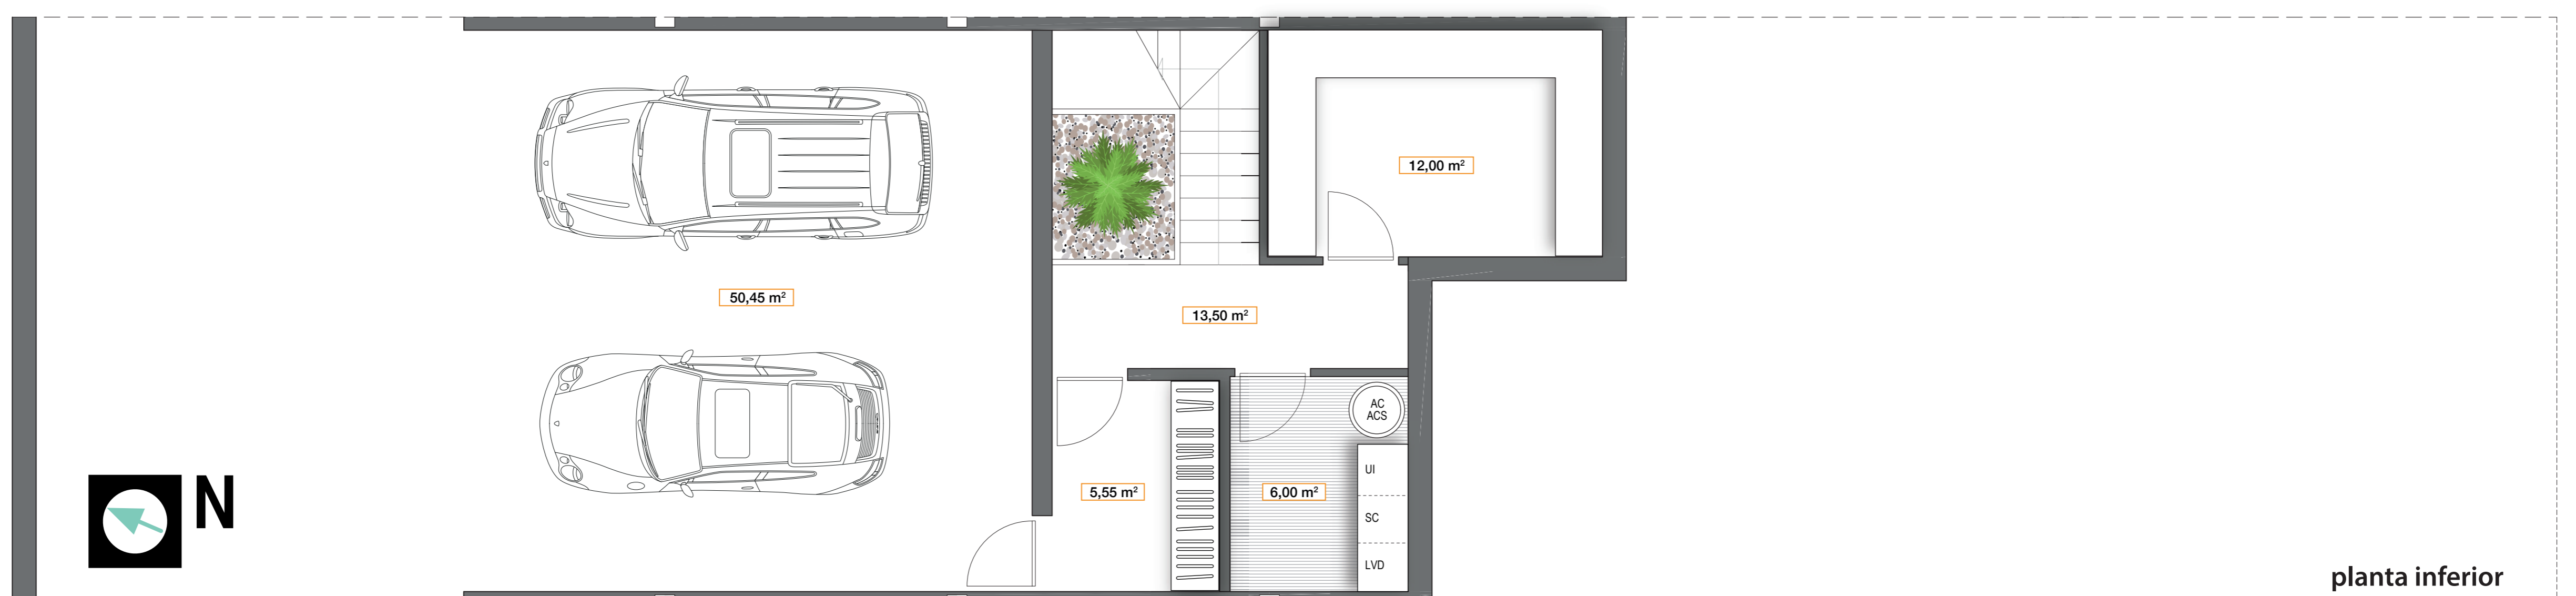 12,00 m²
50,45 m²
13,50 m²
AC
ACS
UI
5,55 m²
6,00 m²
SC
LVD
N
planta inferior